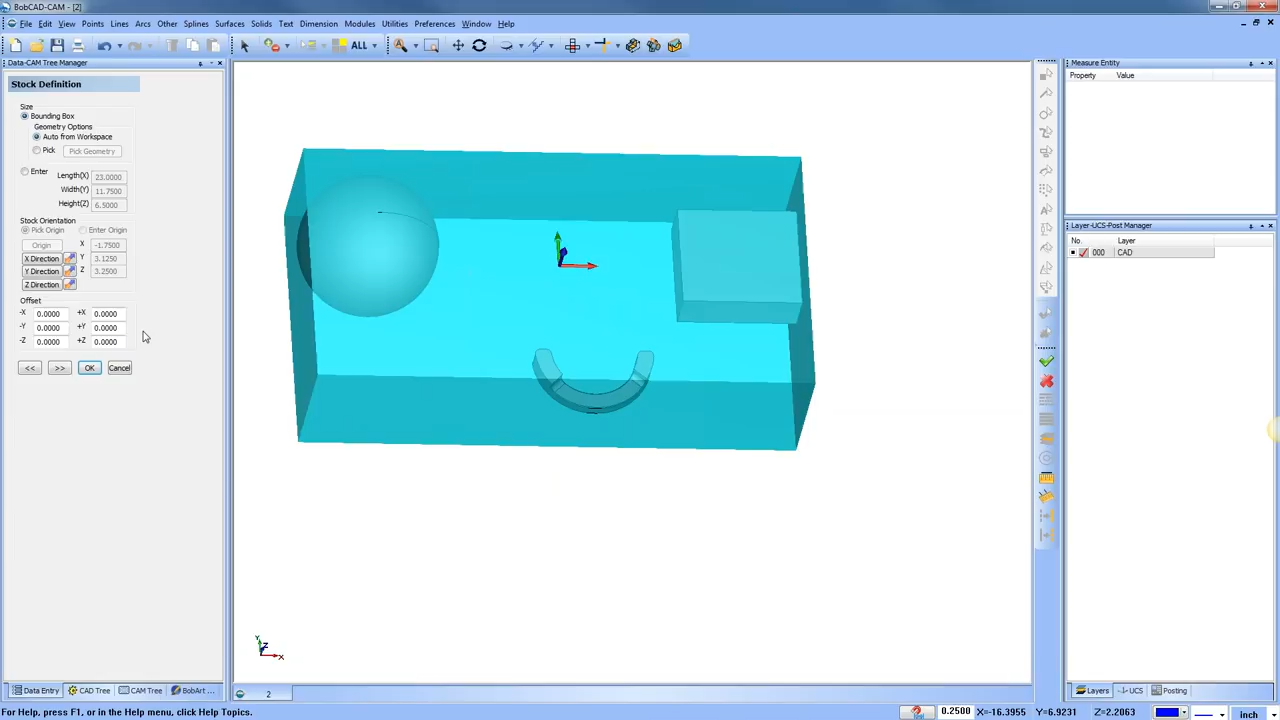 BobCAD-CAM - [2]
File Edit View Points Lines Arcs Other Splines Surfaces Solids Text Dimension Modules Utilities Preferences Window Help
ALL
Data-CAM Tree Manager
Stock Definition
Size
Bounding Box
Geometry Options
Auto from Workspace
Pick Pick Geometry
Enter
Length(X) 23.0000
Width(Y) 11.7500
Height(Z) 6.5000
Stock Orientation
Pick Origin Enter Origin
Origin X -1.7500
X Direction Y 3.1250
Y Direction Z 3.2500
Z Direction
Offset
-X 0.0000 +X 0.0000
-Y 0.0000 +Y 0.0000
-Z 0.0000 +Z 0.0000
<< >> OK Cancel
Y
Z
X
Measure Entity
Property Value
Layer-UCS-Post Manager
No. Layer
000 CAD
Data Entry CAD Tree CAM Tree BobArt ...
2
Layers UCS Posting
For Help, press F1, or in the Help menu, click Help Topics.
0.2500 X=-16.3955 Y=6.9231 Z=2.2063 inch